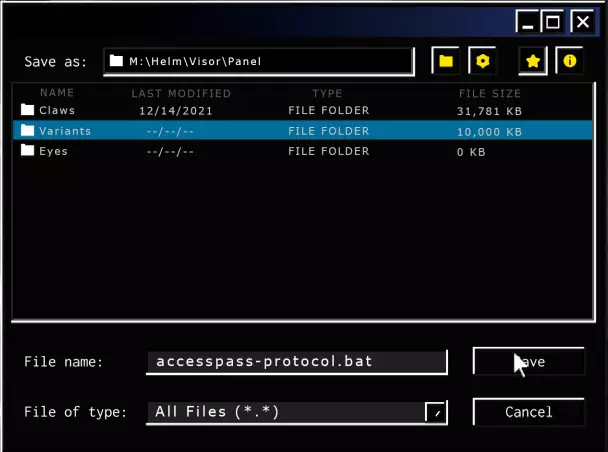 Save as: M:\Helm\Visor\Panel
NAME LAST MODIFIED TYPE FILE SIZE
Claws 12/14/2021 FILE FOLDER 31,781 KB
Variants --/--/-- FILE FOLDER 10,000 KB
Eyes --/--/-- FILE FOLDER 0 KB
File name: accesspass-protocol.bat Save
File of type: All Files (*.*) Cancel